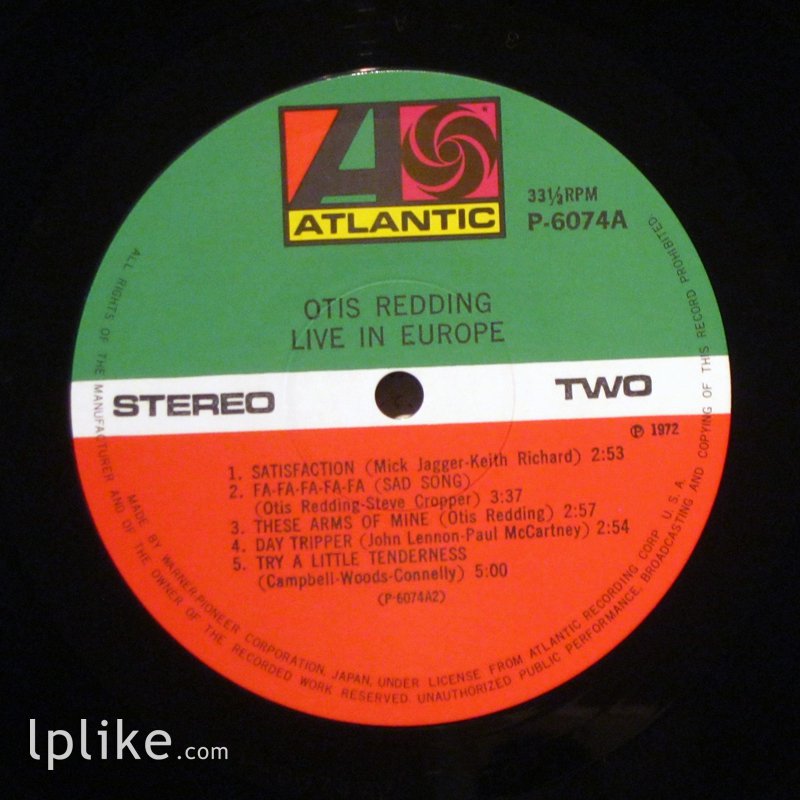 ATLANTIC
33⅓RPM
P-6074A
OTIS REDDING
LIVE IN EUROPE
STEREO
TWO
℗ 1972
1. SATISFACTION (Mick Jagger-Keith Richard) 2:53
2. FA-FA-FA-FA-FA (SAD SONG)
(Otis Redding-Steve Cropper) 3:37
3. THESE ARMS OF MINE (Otis Redding) 2:57
4. DAY TRIPPER (John Lennon-Paul McCartney) 2:54
5. TRY A LITTLE TENDERNESS
(Campbell-Woods-Connelly) 5:00
(P-6074A2)
MADE BY WARNER-PIONEER CORPORATION, JAPAN, UNDER LICENSE FROM ATLANTIC RECORDING CORP. U.S.A.
ALL RIGHTS OF THE MANUFACTURER AND OF THE OWNER OF THE RECORDED WORK RESERVED. UNAUTHORIZED PUBLIC PERFORMANCE, BROADCASTING AND COPYING OF THIS RECORD PROHIBITED.
lplike.com